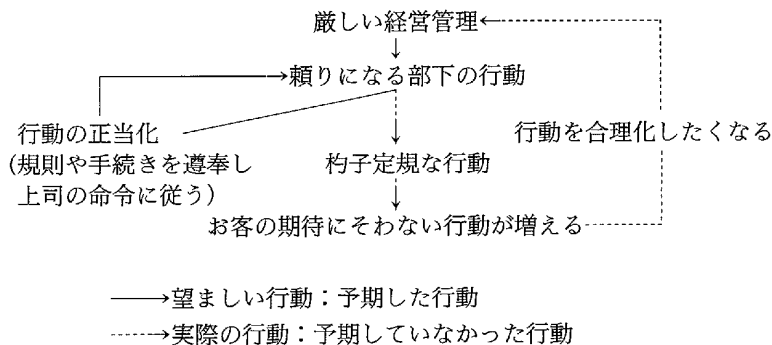 厳しい経営管理
頼りになる部下の行動
行動の正当化
(規則や手続きを遵奉し
上司の命令に従う)
杓子定規な行動
行動を合理化したくなる
お客の期待にそわない行動が増える
→望ましい行動：予期した行動
→実際の行動：予期していなかった行動